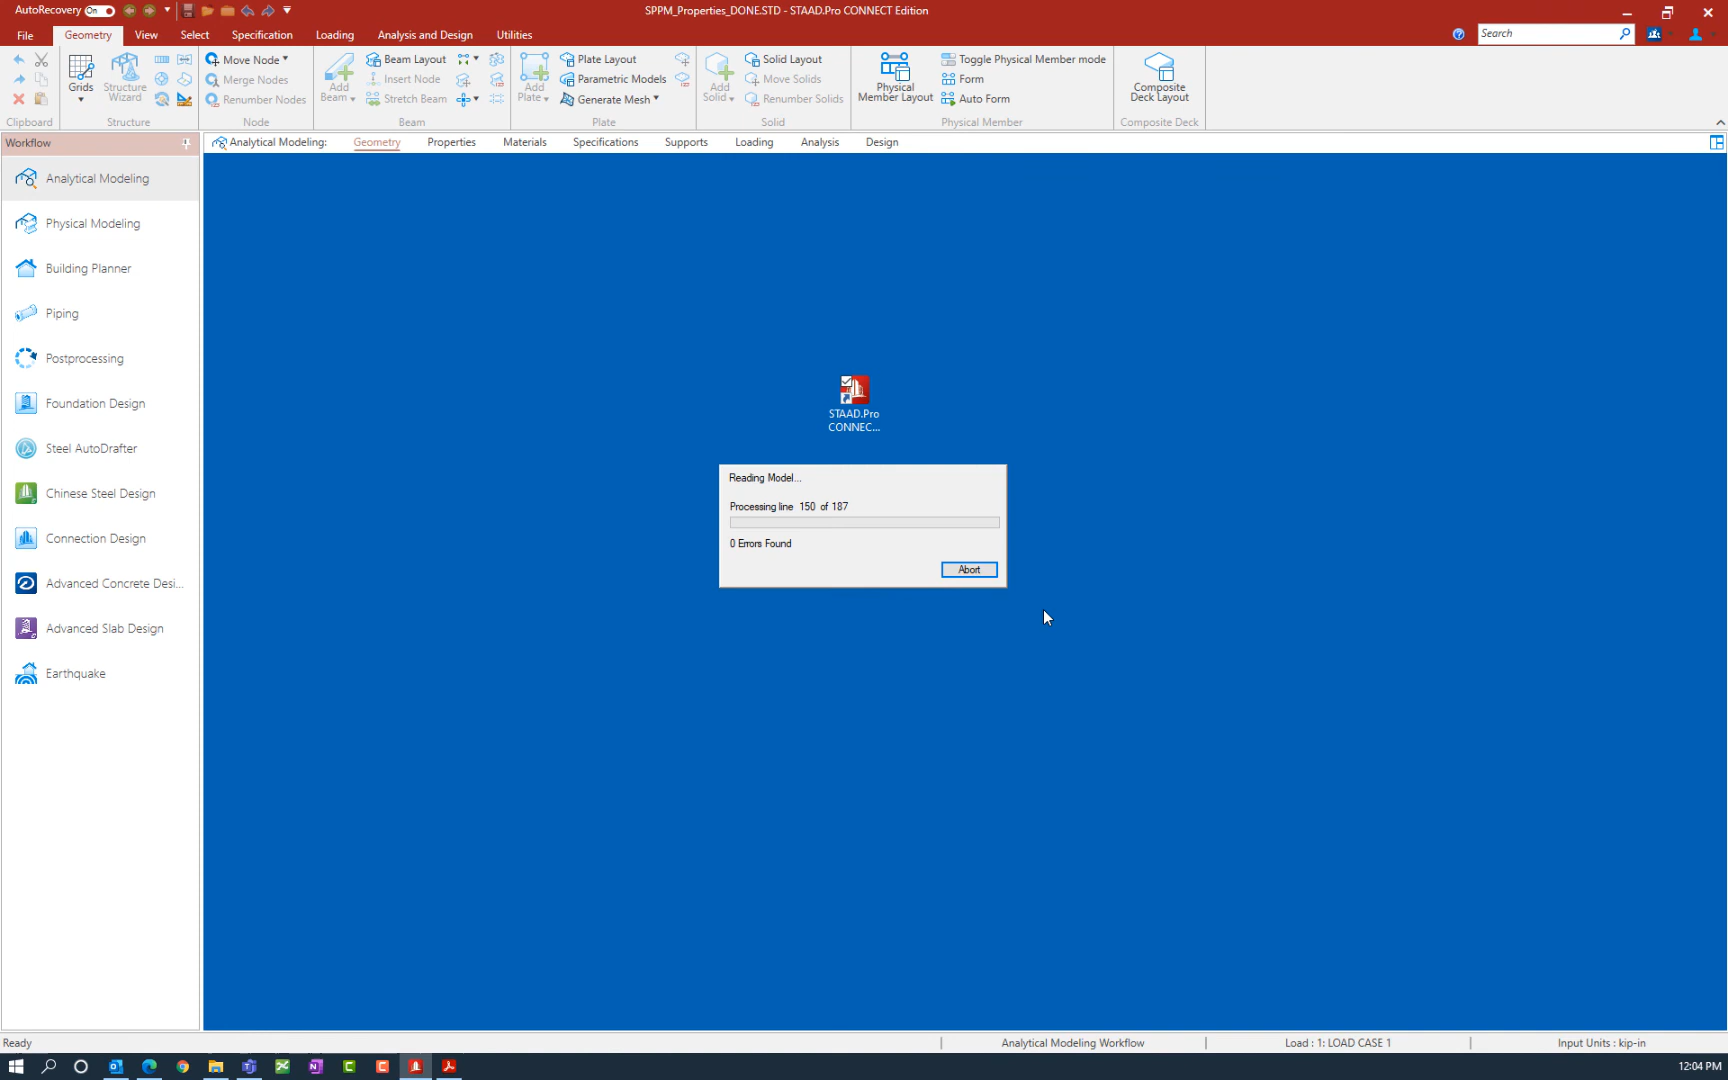 AutoRecovery On
SPPM_Properties_DONE.STD - STAAD.Pro CONNECT Edition
File
Geometry
View
Select
Specification
Loading
Analysis and Design
Utilities
Search
Grids
Structure Wizard
Move Node
Merge Nodes
Renumber Nodes
Add Beam
Beam Layout
Insert Node
Stretch Beam
Add Plate
Plate Layout
Parametric Models
Generate Mesh
Add Solid
Solid Layout
Move Solids
Renumber Solids
Physical Member Layout
Toggle Physical Member mode
Form
Auto Form
Composite Deck Layout
Clipboard
Structure
Node
Beam
Plate
Solid
Physical Member
Composite Deck
Workflow
Analytical Modeling:
Geometry
Properties
Materials
Specifications
Supports
Loading
Analysis
Design
Analytical Modeling
Physical Modeling
Building Planner
Piping
Postprocessing
Foundation Design
Steel AutoDrafter
Chinese Steel Design
Connection Design
Advanced Concrete Desi...
Advanced Slab Design
Earthquake
STAAD.Pro
CONNEC...
Reading Model...
Processing line 150 of 187
0 Errors Found
Abort
Ready
Analytical Modeling Workflow
Load : 1: LOAD CASE 1
Input Units : kip-in
12:04 PM